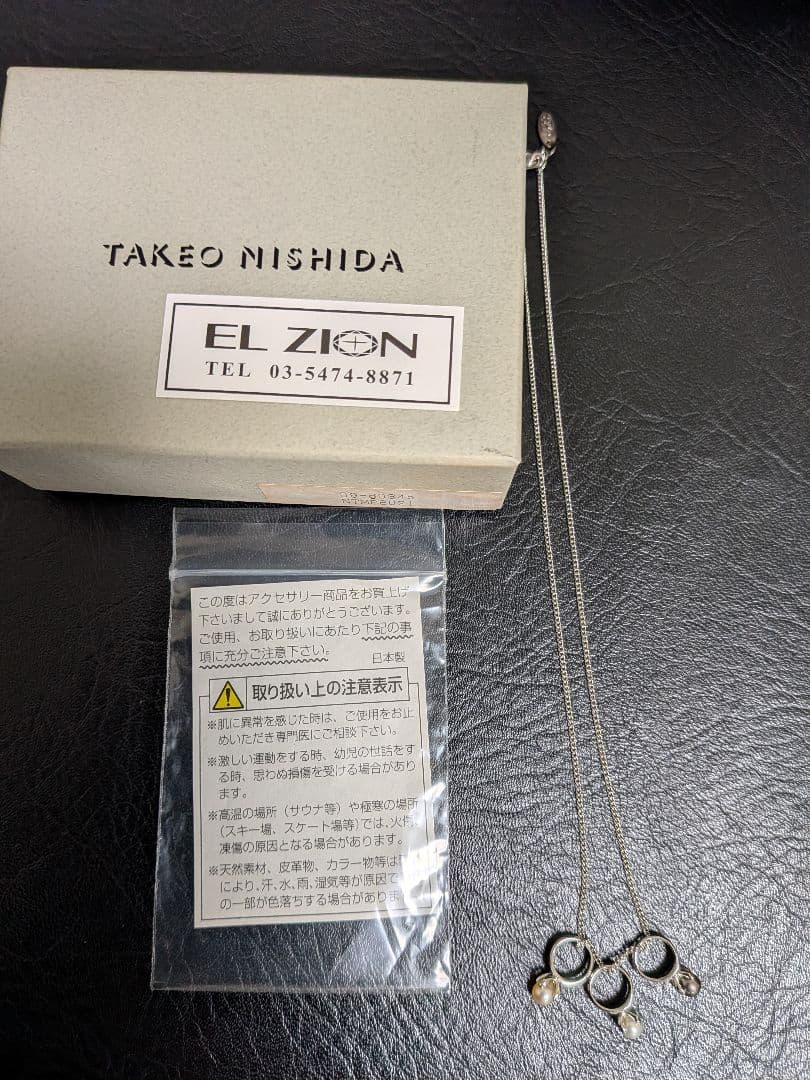 TAKEO NISHIDA
EL ZION
TEL 03-5474-8871
この度はアクセサリー商品をお買上げ
下さいまして誠にありがとうございます。
ご使用、お取り扱いにあたり下記の事
項に充分ご注意下さい。
日本製
取り扱い上の注意表示
※肌に異常を感じた時は、ご使用をお止
めいただき専門医にご相談下さい。
※激しい運動をする時、幼児の世話をす
る時、思わぬ損傷を受ける場合があり
ます。
※高温の場所（サウナ等）や極寒の場所
（スキー場、スケート場等）では、火傷、
凍傷の原因となる場合があります。
※天然素材、皮革物、カラー物等は
により、汗、水、雨、湿気等が原因で
の一部が色落ちする場合があります